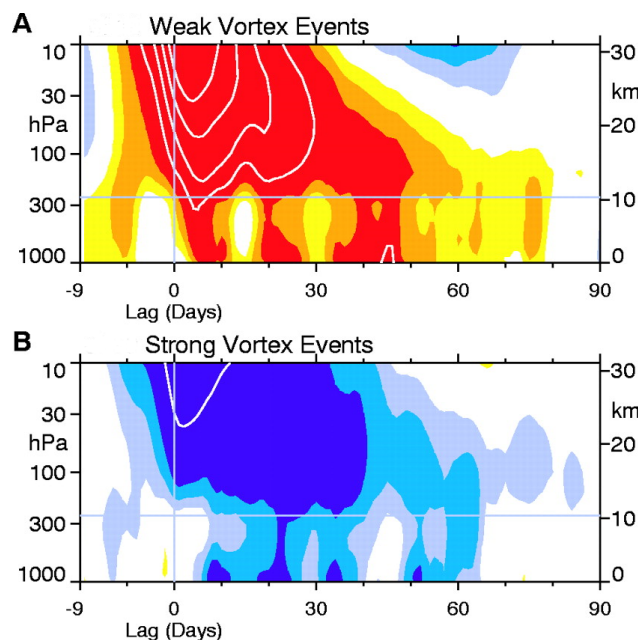 A Weak Vortex Events
10 30
30 km
hPa 20
100
300 10
1000 0
-9 0 30 60 90
Lag (Days)
B Strong Vortex Events
10 30
30 km
hPa 20
100
300 10
1000 0
-9 0 30 60 90
Lag (Days)